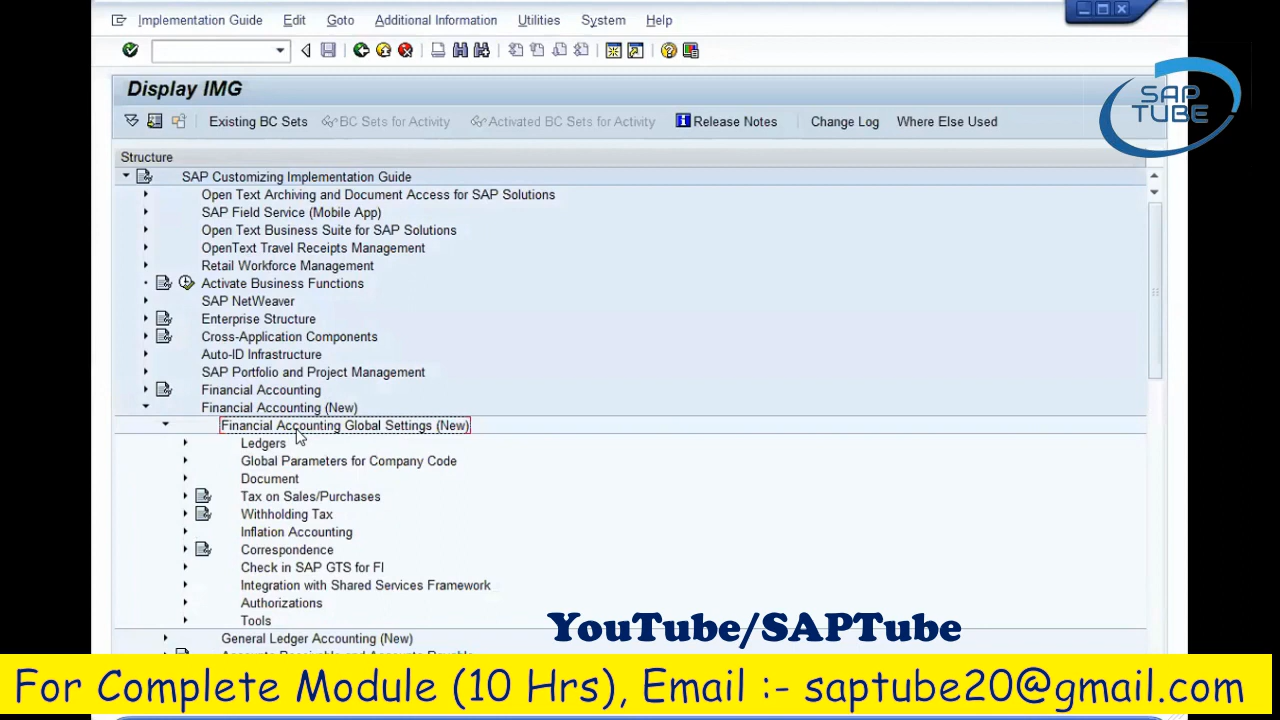 Implementation Guide Edit Goto Additional Information Utilities System Help
Display IMG
Existing BC Sets BC Sets for Activity Activated BC Sets for Activity Release Notes Change Log Where Else Used
SAP
TUBE
Structure
SAP Customizing Implementation Guide
Open Text Archiving and Document Access for SAP Solutions
SAP Field Service (Mobile App)
Open Text Business Suite for SAP Solutions
OpenText Travel Receipts Management
Retail Workforce Management
Activate Business Functions
SAP NetWeaver
Enterprise Structure
Cross-Application Components
Auto-ID Infrastructure
SAP Portfolio and Project Management
Financial Accounting
Financial Accounting (New)
Financial Accounting Global Settings (New)
Ledgers
Global Parameters for Company Code
Document
Tax on Sales/Purchases
Withholding Tax
Inflation Accounting
Correspondence
Check in SAP GTS for FI
Integration with Shared Services Framework
Authorizations
Tools
General Ledger Accounting (New)
YouTube/SAPTube
For Complete Module (10 Hrs), Email :- saptube20@gmail.com